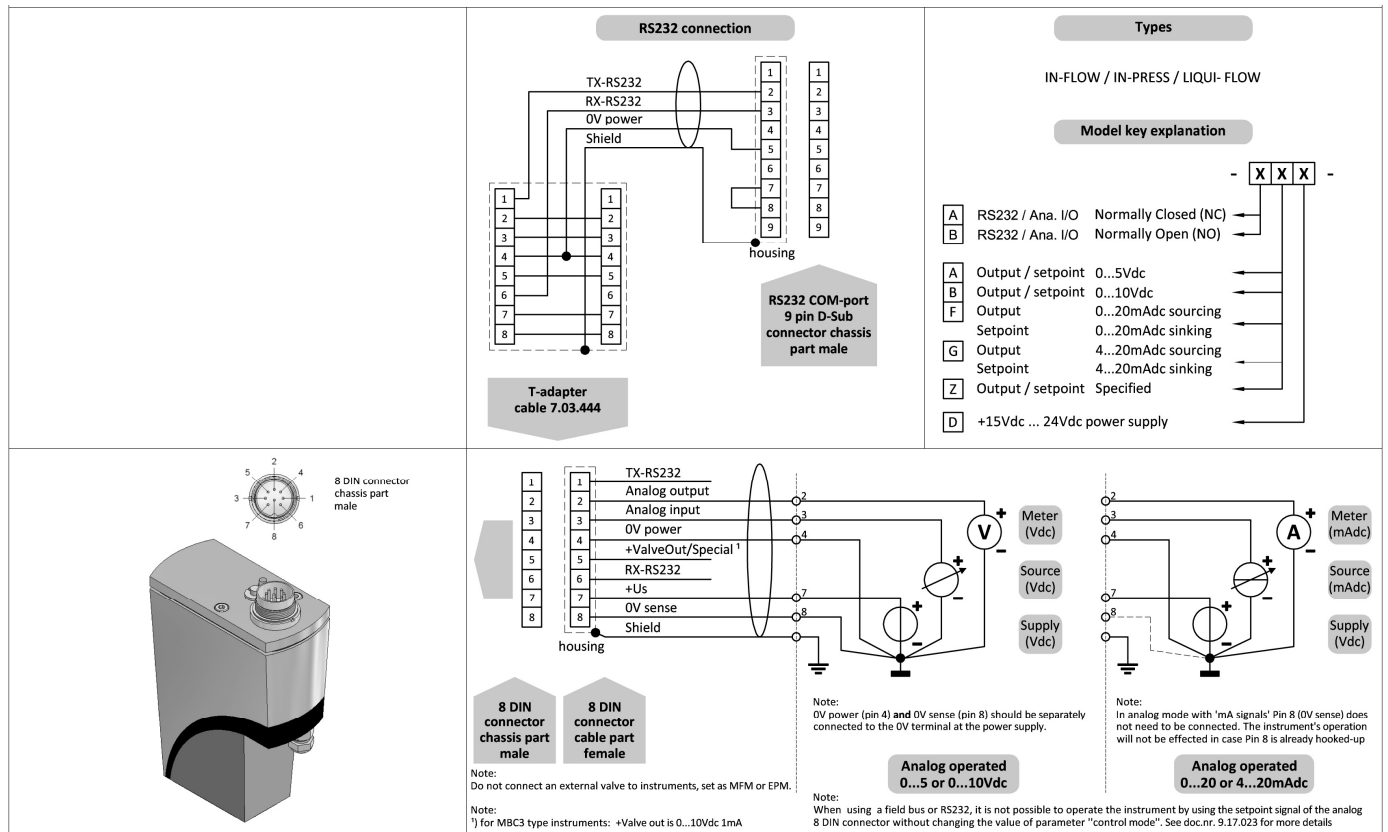 RS232 connection
TX-RS232
RX-RS232
0V power
Shield
1
2
3
4
5
6
7
8
9
1
2
3
4
5
6
7
8
9
housing
1
2
3
4
5
6
7
8
1
2
3
4
5
6
7
8
RS232 COM-port
9 pin D-Sub
connector chassis
part male
T-adapter
cable 7.03.444
Types
IN-FLOW / IN-PRESS / LIQUI- FLOW
Model key explanation
- X X X -
A RS232 / Ana. I/O Normally Closed (NC)
B RS232 / Ana. I/O Normally Open (NO)
A Output / setpoint 0...5Vdc
B Output / setpoint 0...10Vdc
F Output 0...20mAdc sourcing
Setpoint 0...20mAdc sinking
G Output 4...20mAdc sourcing
Setpoint 4...20mAdc sinking
Z Output / setpoint Specified
D +15Vdc ... 24Vdc power supply
2
5 4
3 1
7 6
8
8 DIN connector
chassis part
male
1
2
3
4
5
6
7
8
1
2
3
4
5
6
7
8
TX-RS232
Analog output
Analog input
0V power
+ValveOut/Special ¹
RX-RS232
+Us
0V sense
Shield
housing
8 DIN
connector
chassis part
male
8 DIN
connector
cable part
female
Note:
Do not connect an external valve to instruments, set as MFM or EPM.
Note:
¹) for MBC3 type instruments: +Valve out is 0...10Vdc 1mA
2
3
4
7
8
V
+
−
+
−
+
−
Meter
(Vdc)
Source
(Vdc)
Supply
(Vdc)
Note:
0V power (pin 4) and 0V sense (pin 8) should be separately
connected to the 0V terminal at the power supply.
Analog operated
0...5 or 0...10Vdc
2
3
4
7
8
A
+
−
+
−
+
−
Meter
(mAdc)
Source
(mAdc)
Supply
(Vdc)
Note:
In analog mode with 'mA signals' Pin 8 (0V sense) does
not need to be connected. The instrument's operation
will not be effected in case Pin 8 is already hooked-up
Analog operated
0...20 or 4...20mAdc
Note:
When using a field bus or RS232, it is not possible to operate the instrument by using the setpoint signal of the analog
8 DIN connector without changing the value of parameter "control mode". See doc.nr. 9.17.023 for more details